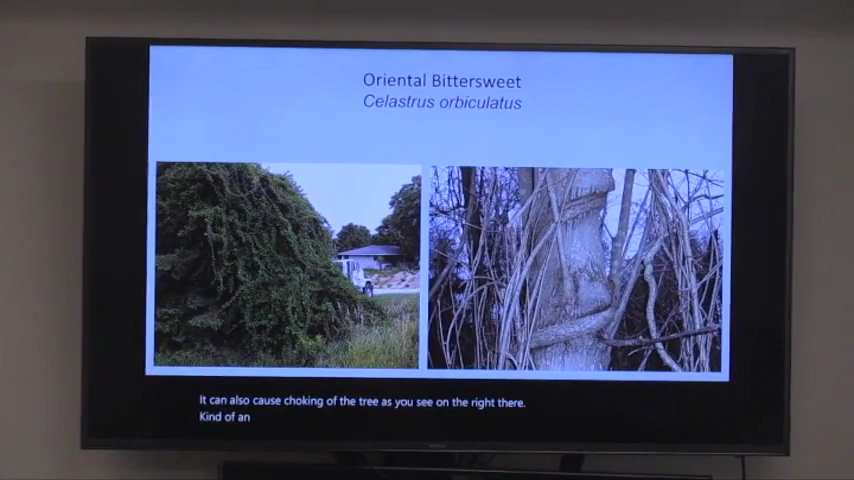 Oriental Bittersweet
Celastrus orbiculatus
It can also cause choking of the tree as you see on the right there.
Kind of an